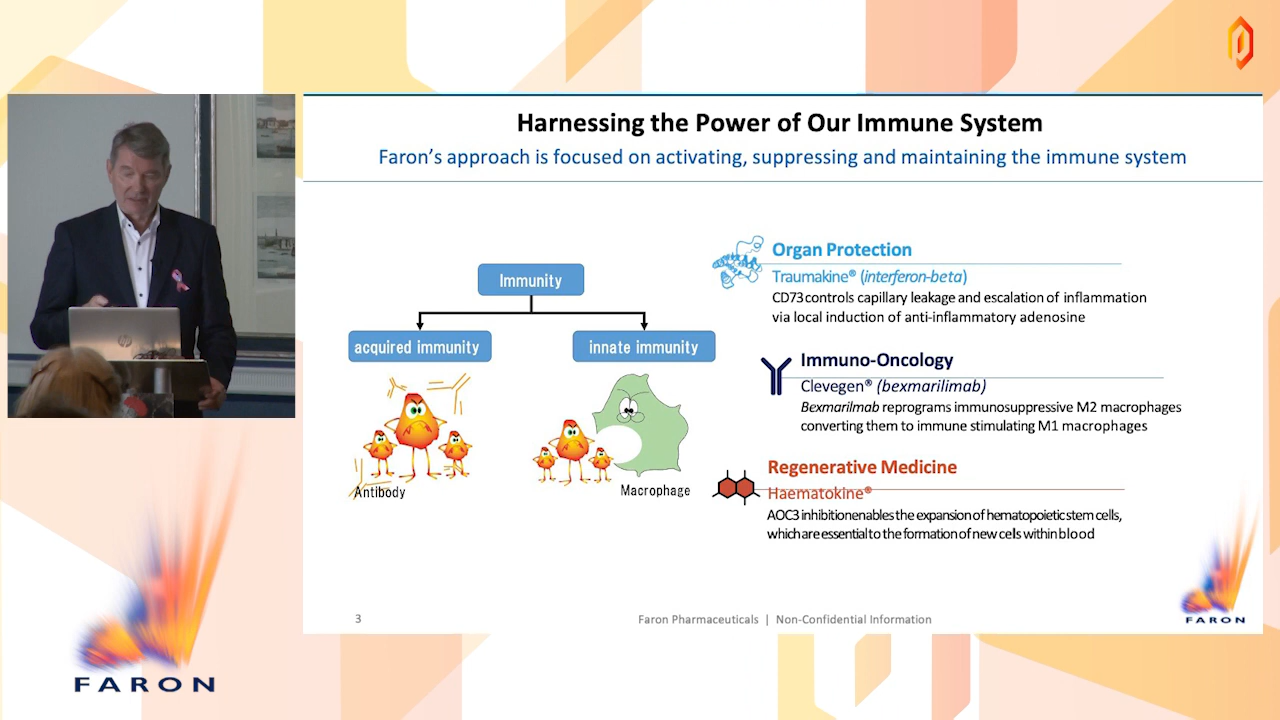 Harnessing the Power of Our Immune System
Faron's approach is focused on activating, suppressing and maintaining the immune system
Immunity
acquired immunity
innate immunity
Antibody
Macrophage
Organ Protection
Traumakine® (interferon-beta)
CD73 controls capillary leakage and escalation of inflammation
via local induction of anti-inflammatory adenosine
Immuno-Oncology
Clevegen® (bexmarilimab)
Bexmarilmab reprograms immunosuppressive M2 macrophages
converting them to immune stimulating M1 macrophages
Regenerative Medicine
Haematokine®
AOC3 inhibition enables the expansion of hematopoietic stem cells,
which are essential to the formation of new cells within blood
3
Faron Pharmaceuticals | Non-Confidential Information
FARON
FARON
hp